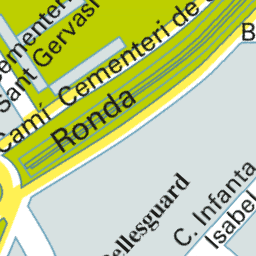 Cementeri
Sant Gervasi
Camí Cementeri de
Ronda
Bellesguard
C. Infanta
Isabel
B